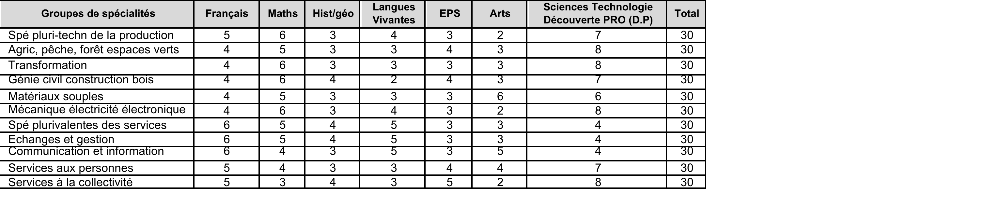 Groupes de spécialités Français Maths Hist/géo Langues Vivantes EPS Arts Sciences Technologie Découverte PRO (D.P) Total
Spé pluri-techn de la production 5 6 3 4 3 2 7 30
Agric, pêche, forêt espaces verts 4 5 3 3 4 3 8 30
Transformation 4 6 3 3 3 3 8 30
Génie civil construction bois 4 6 4 2 4 3 7 30
Matériaux souples 4 5 3 3 3 6 6 30
Mécanique électricité électronique 4 6 3 4 3 2 8 30
Spé plurivalentes des services 6 5 4 5 3 3 4 30
Echanges et gestion 6 5 4 5 3 3 4 30
Communication et information 6 4 3 5 3 5 4 30
Services aux personnes 5 4 3 3 4 4 7 30
Services à la collectivité 5 3 4 3 5 2 8 30